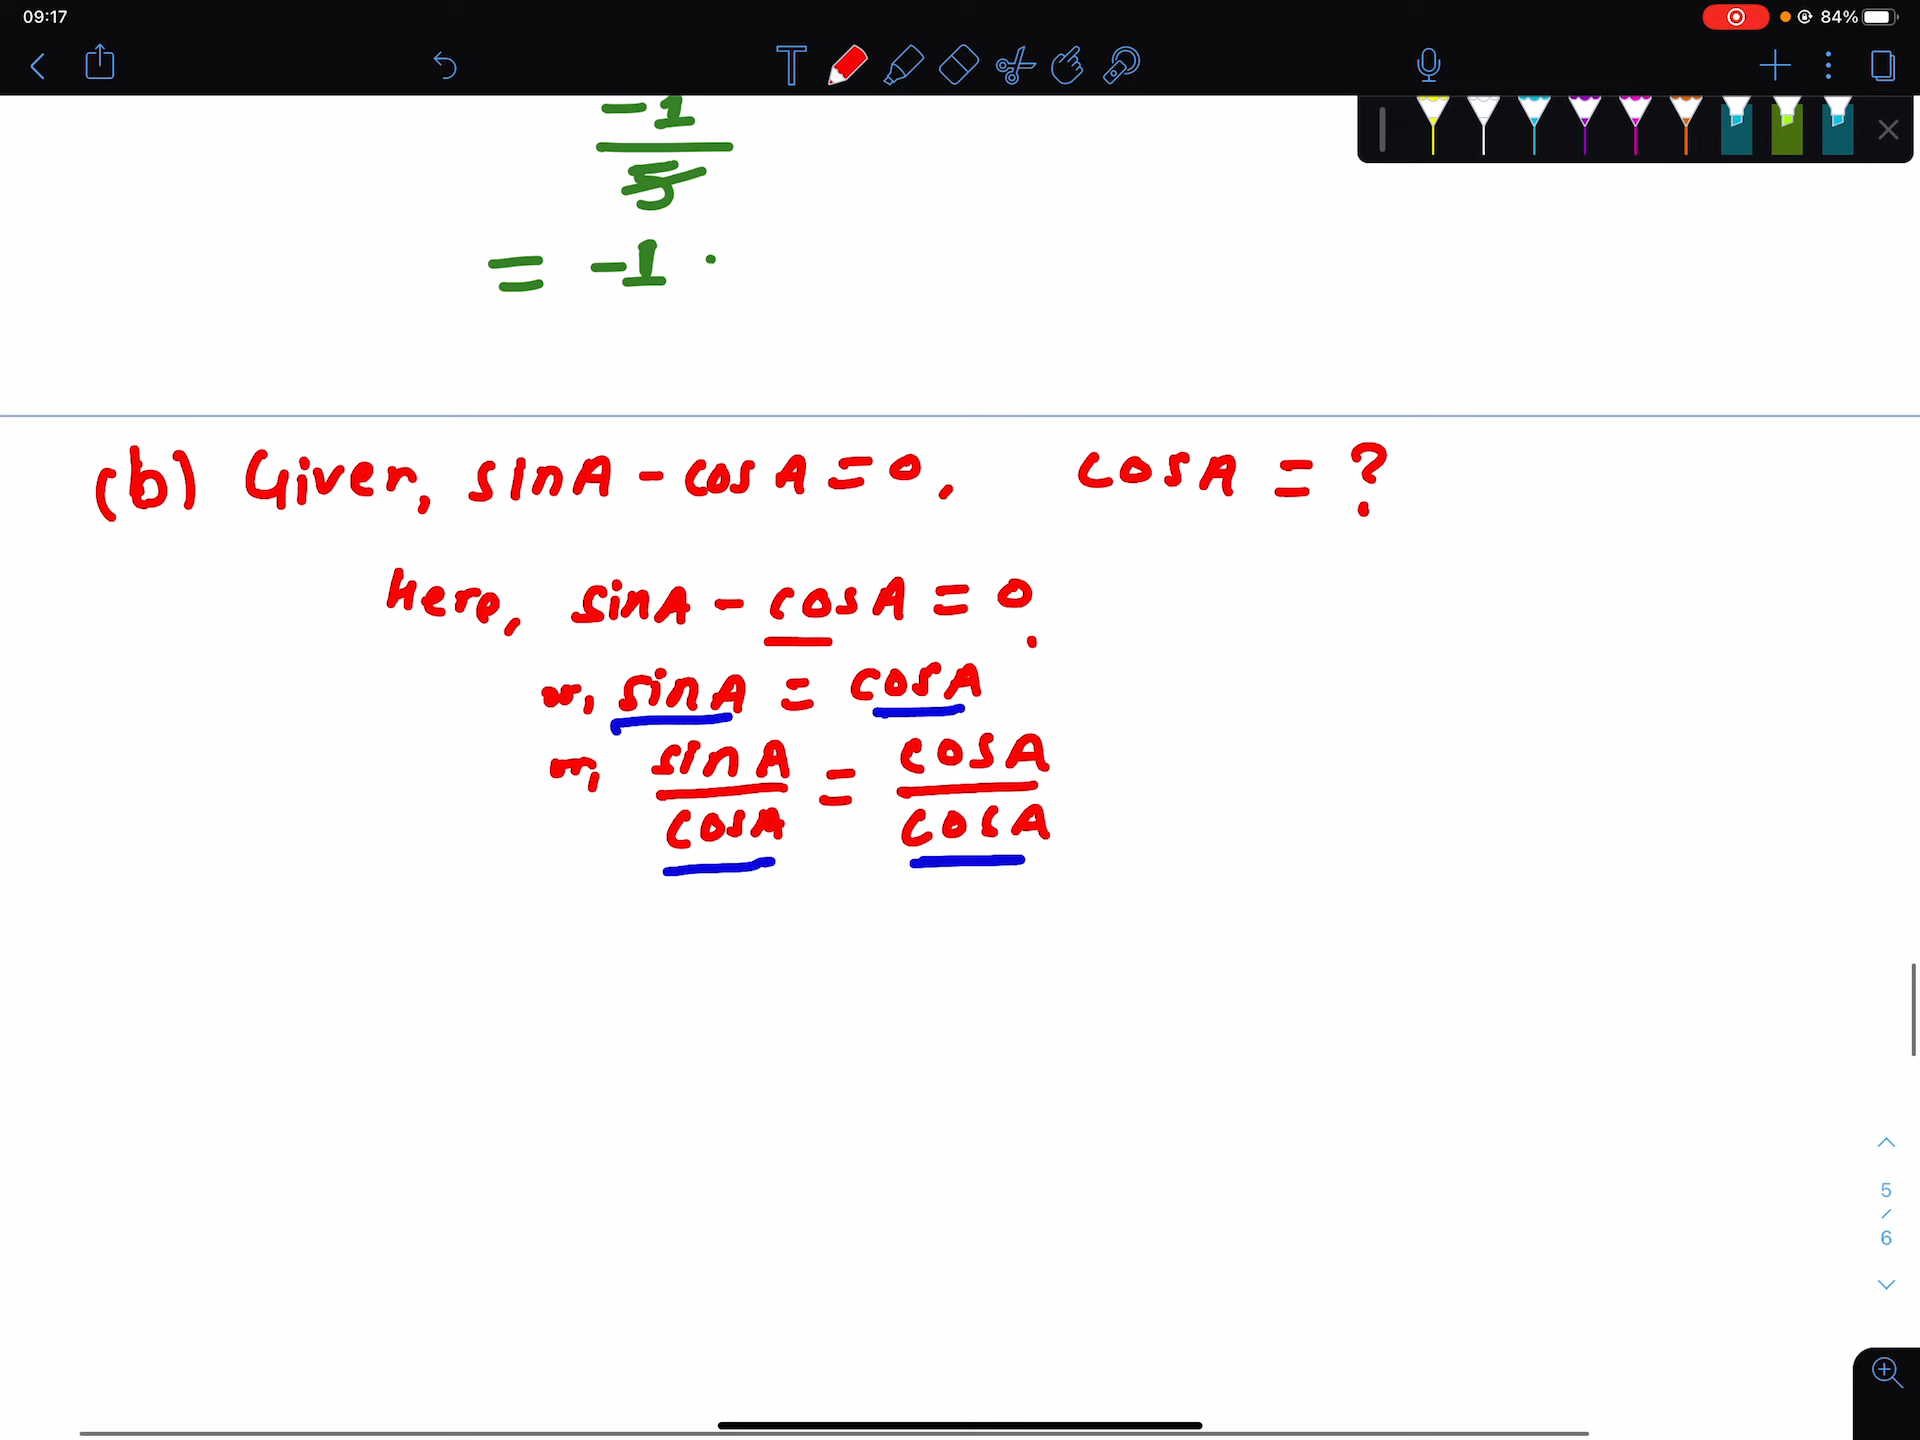 09:17
84%
-1
5
= -1 .
(b) Given, sinA - cosA = 0, cosA = ?
Here, sinA - cosA = 0.
or, sinA = cosA
or, sinA/cosA = cosA/cosA
5
/
6